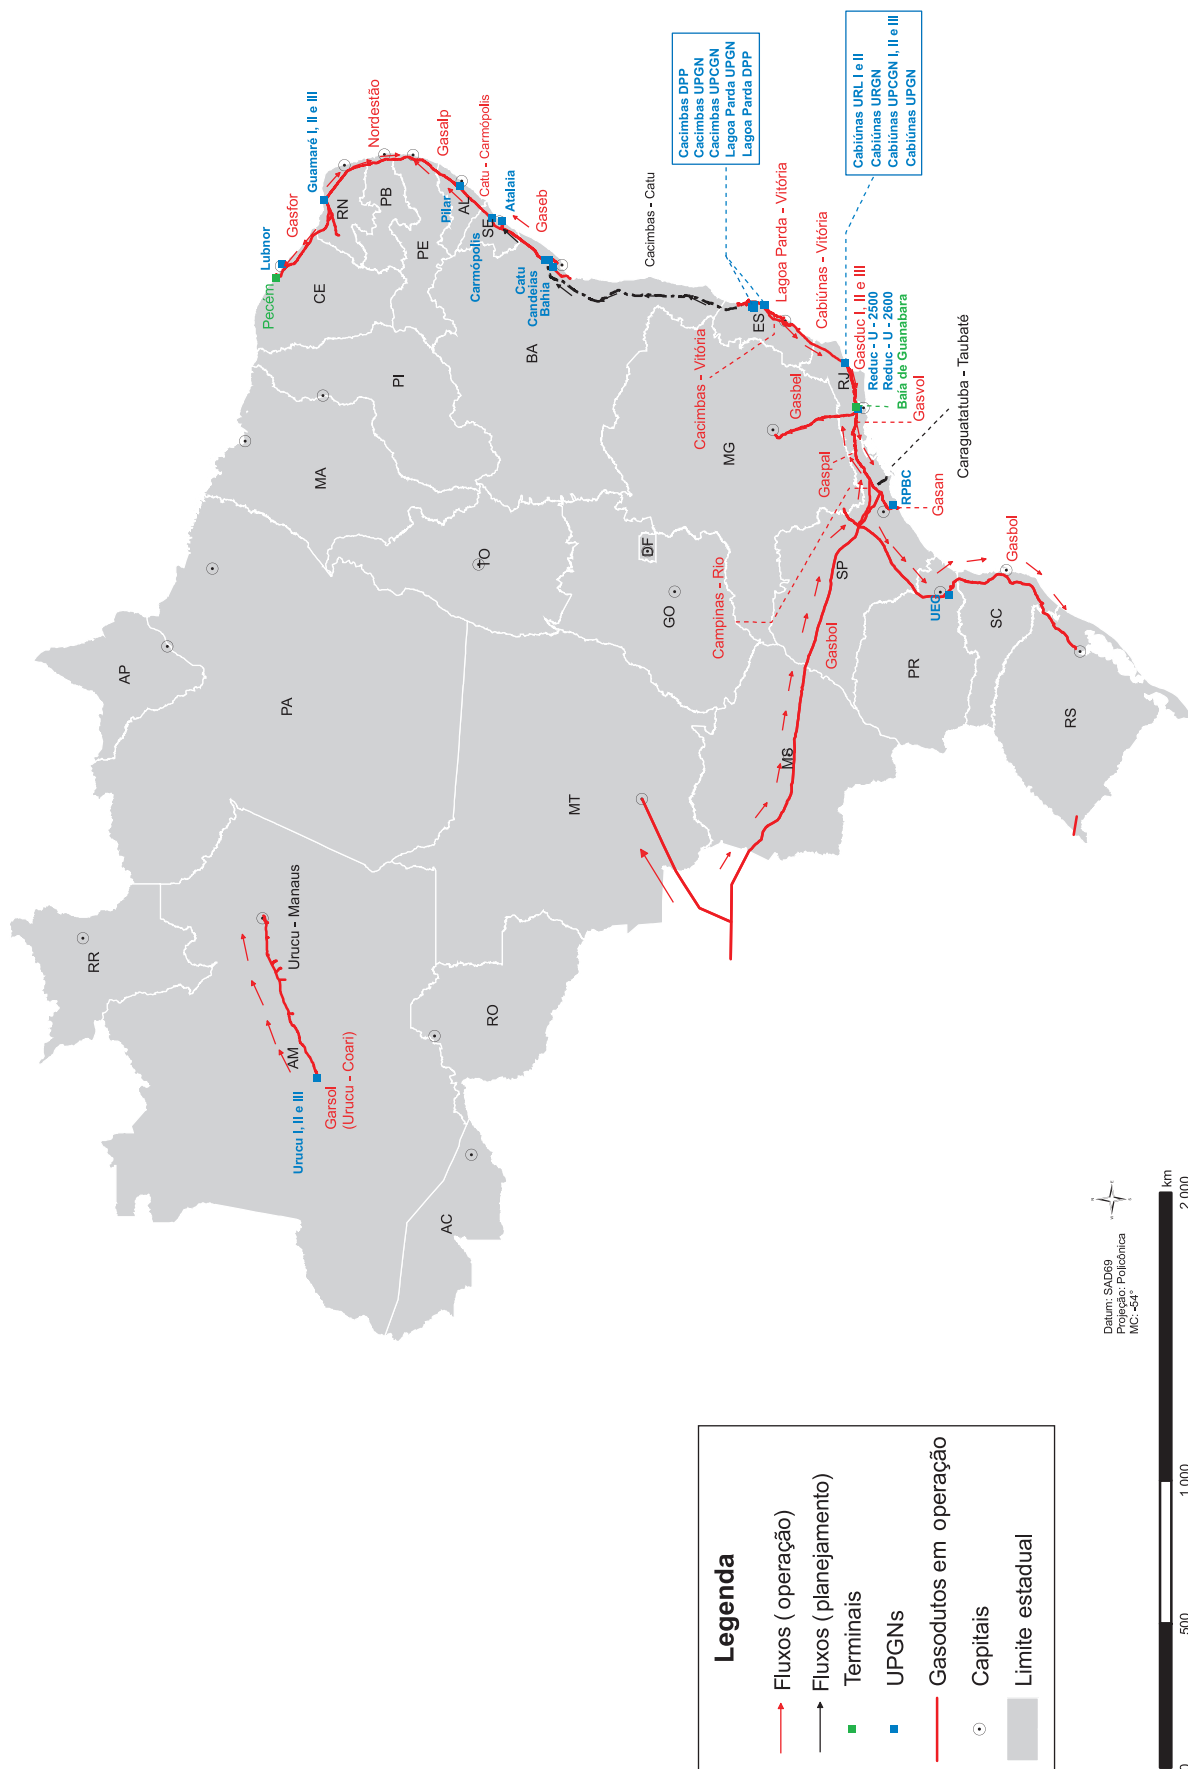 RR
AP
AM
PA
Urucu - Manaus
Urucu I, II e III
Garsol
(Urucu - Coari)
AC
RO
MT
TO
MA
PI
CE
RN
PB
PE
AL
SE
BA
GO
DF
MG
ES
RJ
SP
MS
PR
SC
RS
Pecém
Lubnor
Gasfor
Guamaré I, II e III
Nordestão
Gasalp
Pilar
Catu - Carmópolis
Carmópolis
Atalaia
Gaseb
Catu
Candeias
Bahia
Cacimbas - Catu
Cacimbas DPP
Cacimbas UPGN
Cacimbas UPCGN
Lagoa Parda UPGN
Lagoa Parda DPP
Lagoa Parda - Vitória
Cacimbas - Vitória
Cabiúnas - Vitória
Cabiúnas URL I e II
Cabiúnas URGN
Cabiúnas UPCGN I, II e III
Cabiúnas UPGN
Gasduc I, II e III
Reduc - U - 2500
Reduc - U - 2600
Baía de Guanabara
Gasbel
Gasvol
Gaspal
Campinas - Rio
Caraguatatuba - Taubaté
RPBC
Gasan
Gasbol
UEG
Gasbol
Legenda
Fluxos ( operação)
Fluxos ( planejamento)
Terminais
UPGNs
Gasodutos em operação
Capitais
Limite estadual
Datum: SAD69
Projeção: Policônica
MC: -54°
0 500 1.000 2.000
km